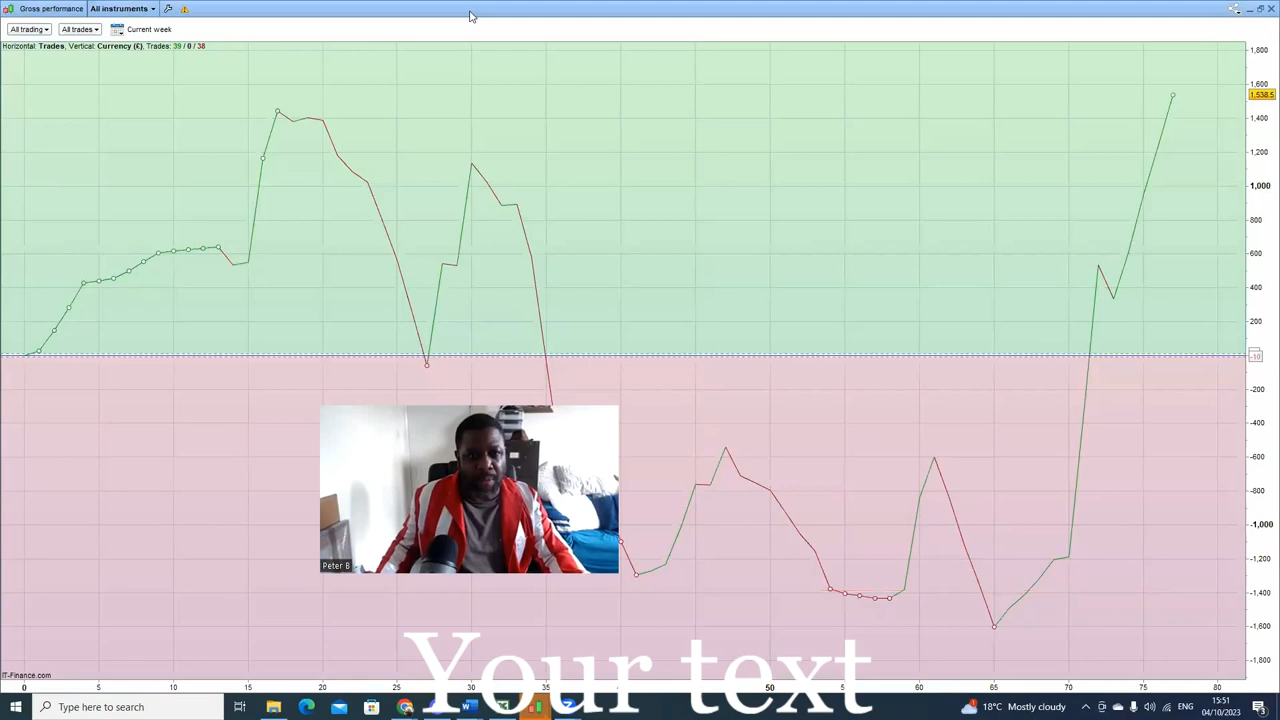 Gross performance All instruments
All trading All trades Current week
Horizontal: Trades, Vertical: Currency (£), Trades: 39 / 0 / 38
1,800
1,600
1,538.5
1,400
1,200
1,000
800
600
400
200
-10
-200
-400
-600
-800
-1,000
-1,200
-1,400
-1,600
-1,800
Peter B
Your text
IT-Finance.com
0 5 10 15 20 25 30 35 50 55 60 65 70 75 80
Type here to search
18°C Mostly cloudy
15:51
04/10/2023